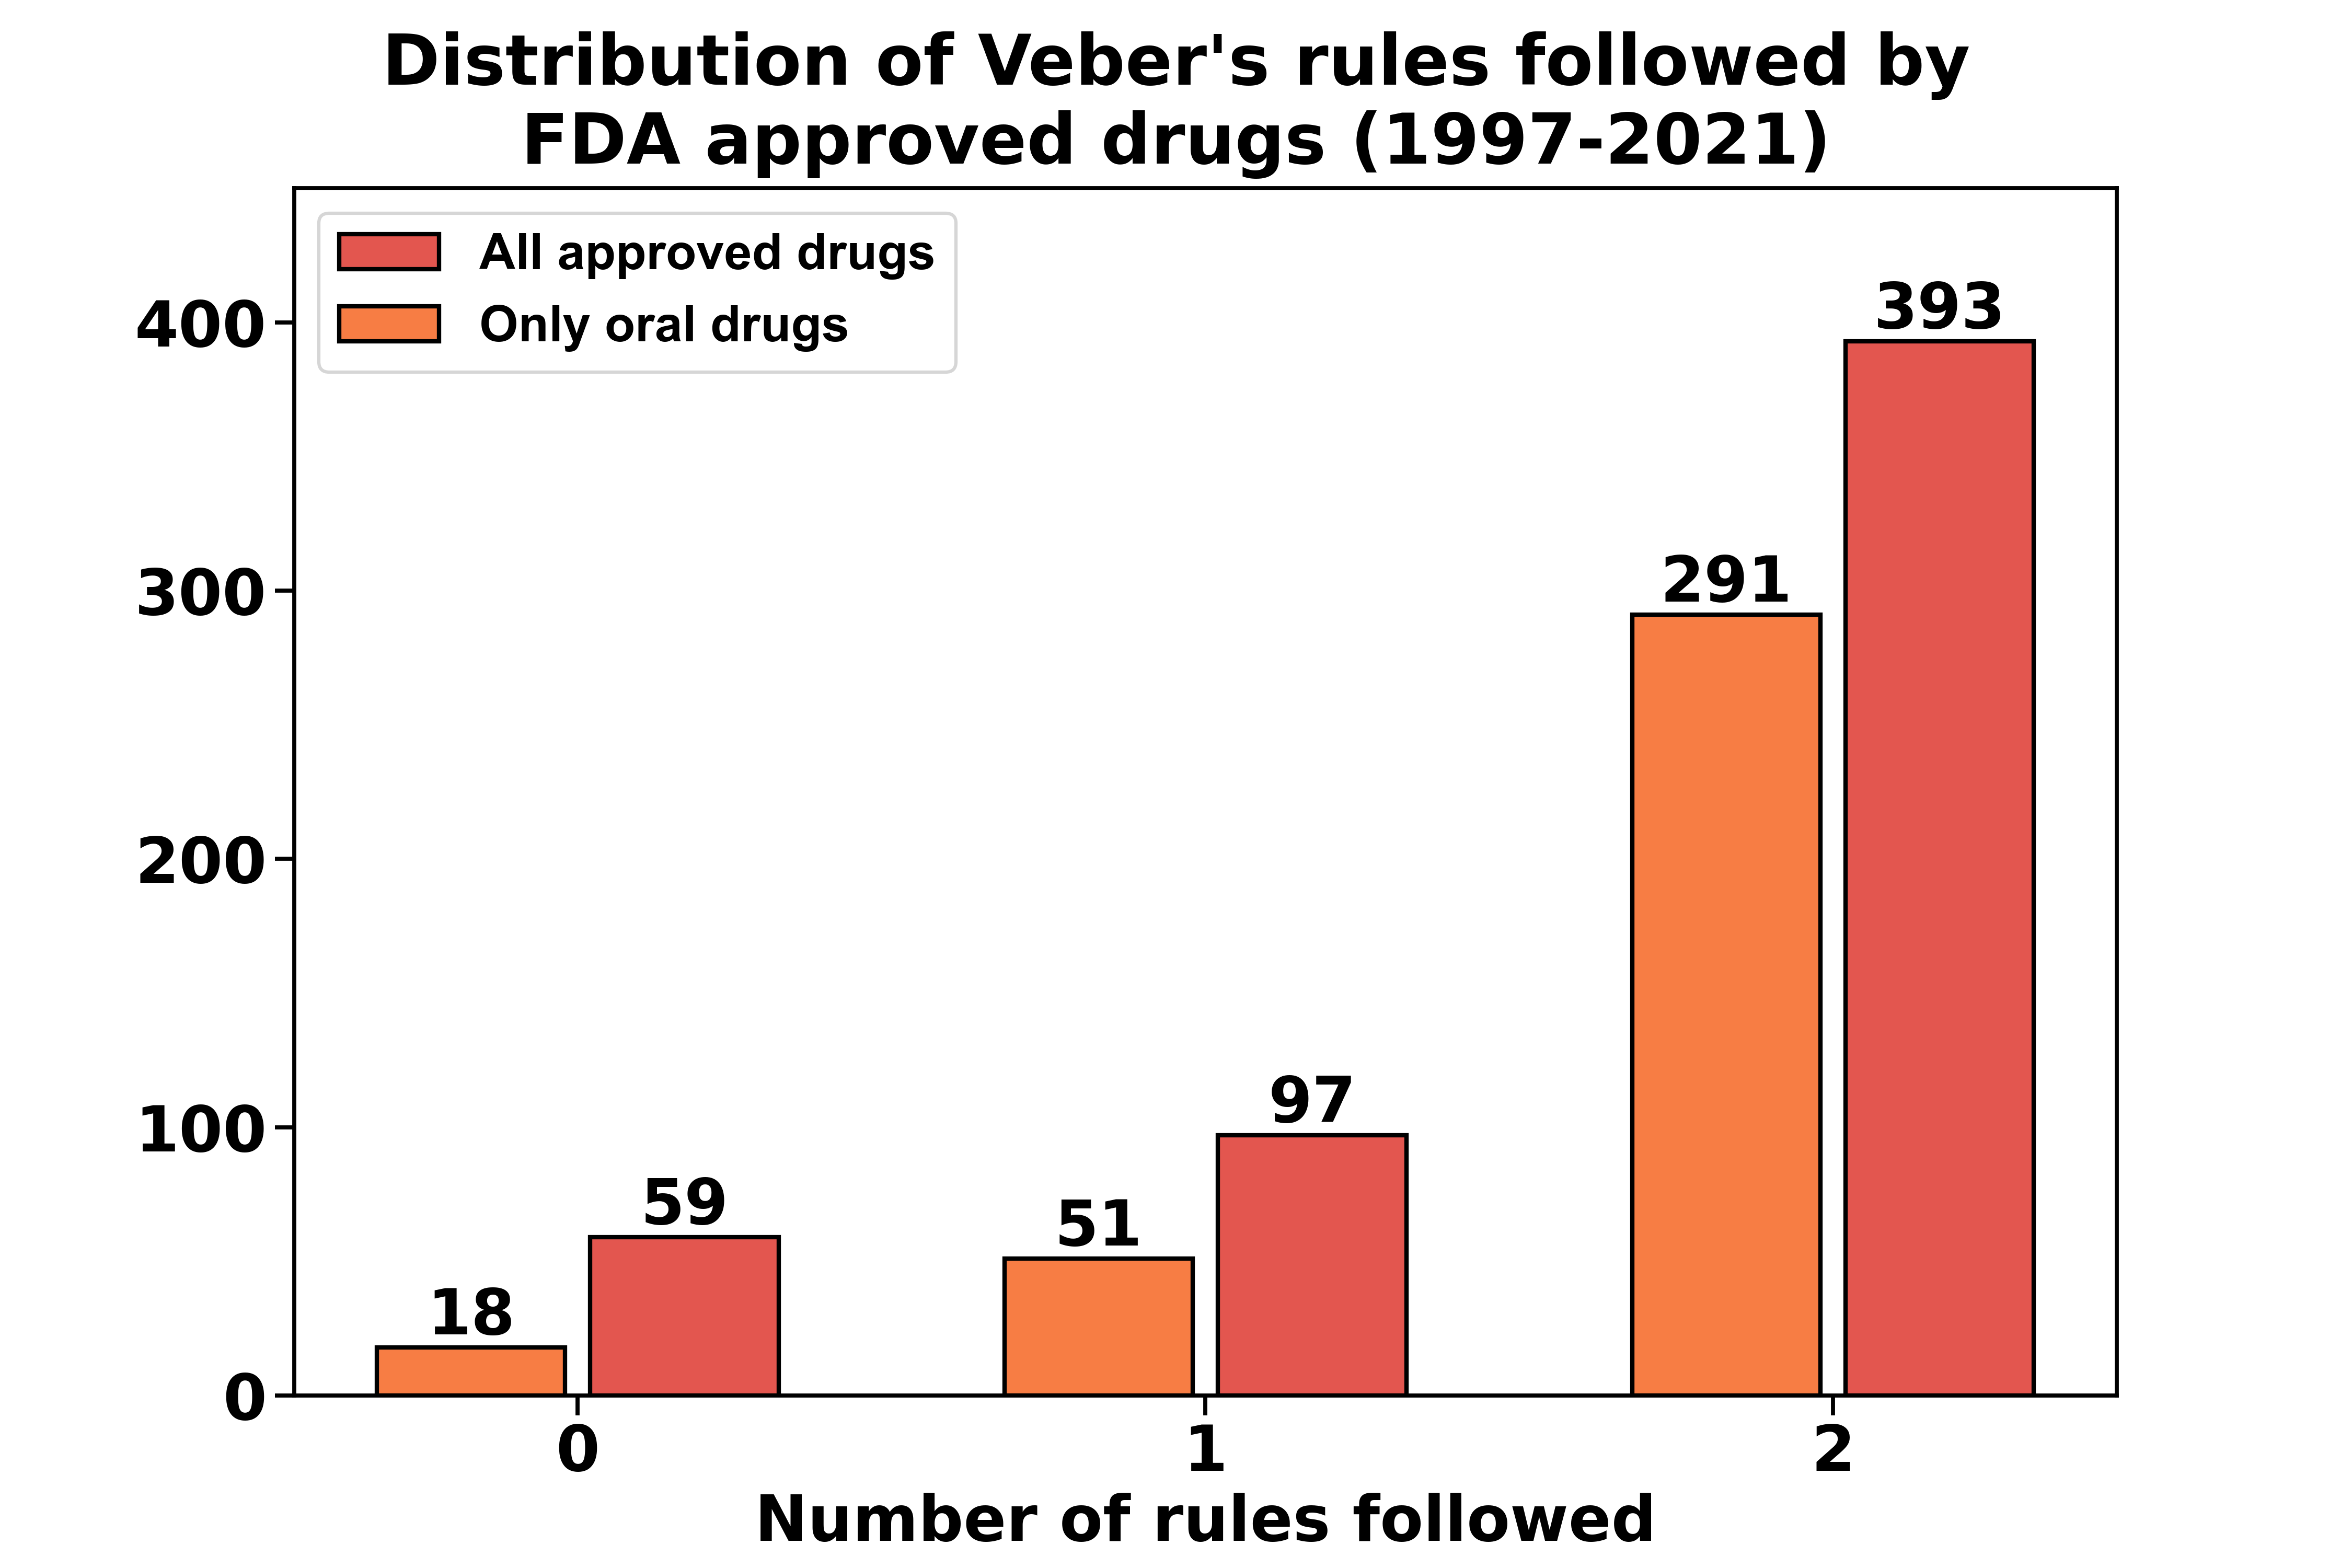 Distribution of Veber's rules followed by
FDA approved drugs (1997-2021)
All approved drugs
Only oral drugs
400
300
200
100
0
18
59
51
97
291
393
0
1
2
Number of rules followed